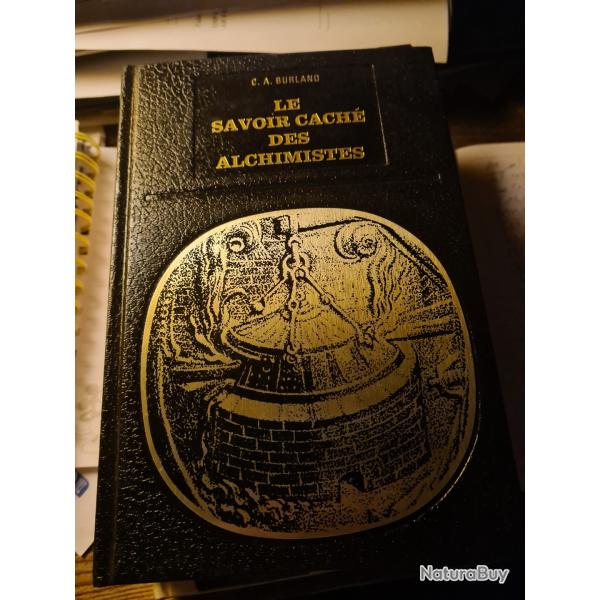 C. A. BURLAND
LE
SAVOIR CACHÉ
DES
ALCHIMISTES
NaturaBuy